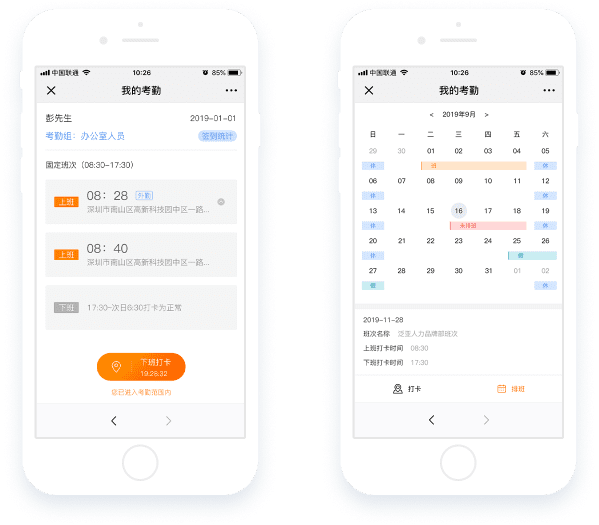 中国联通
10:26
85%
我的考勤
彭先生
2019-01-01
考勤组：办公室人员
签到统计
固定班次（08:30~17:30）
上班
08：28
外勤
深圳市南山区高新科技园中区一路...
上班
08：40
深圳市南山区高新科技园中区一路...
下班
17:30-次日6:30打卡为正常
下班打卡
19:25:32
您已进入考勤范围内
中国联通
10:26
85%
我的考勤
< 2019年9月 >
日 一 二 三 四 五 六
29 30 01 02 03 04 05
休 班 休
06 07 08 09 10 11 12
休 休
13 14 15 16 17 18 19
休 未排班 休
20 21 22 23 24 25 26
休
27 28 29 30 31 01 02
休
2019-11-28
班次名称 泛亚人力品牌部班次
上班打卡时间 08:30
下班打卡时间 17:30
打卡
排班